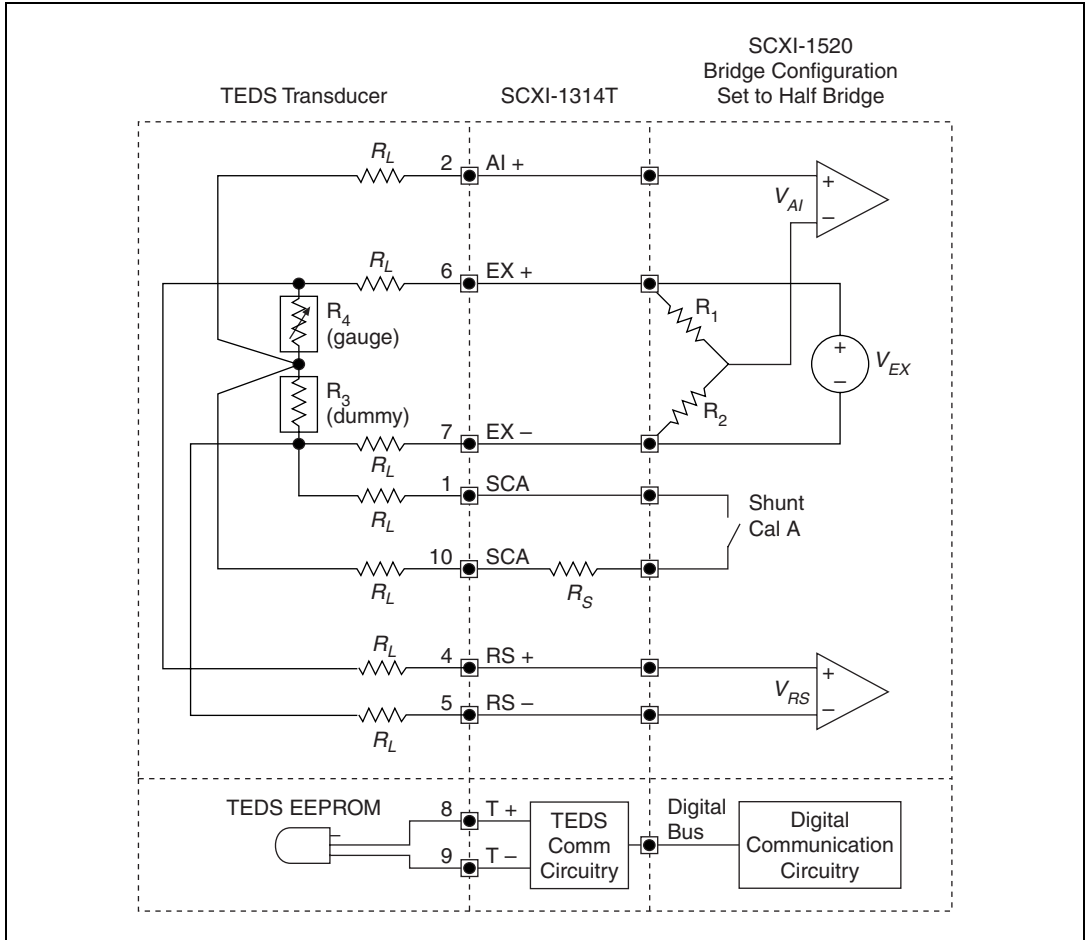 SCXI-1520
Bridge Configuration
Set to Half Bridge
TEDS Transducer
SCXI-1314T
R_L
2
AI +
+
V_AI
–
R_L
6
EX +
R_1
R_4
(gauge)
+
V_EX
–
R_3
(dummy)
R_2
7
EX –
R_L
1
SCA
R_L
Shunt
Cal A
10
SCA
R_L
R_S
R_L
4
RS +
+
V_RS
5
RS –
–
R_L
TEDS EEPROM
8
T +
9
T –
TEDS
Comm
Circuitry
Digital
Bus
Digital
Communication
Circuitry